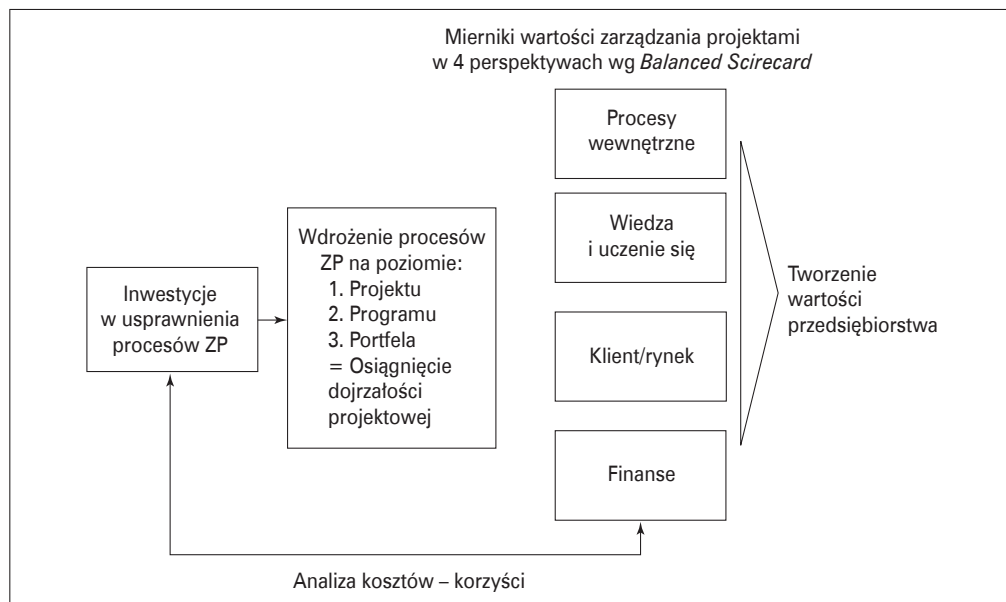 Mierniki wartości zarządzania projektami
w 4 perspektywach wg Balanced Scirecard
Procesy
wewnętrzne
Wiedza
i uczenie się
Klient/rynek
Finanse
Wdrożenie procesów
ZP na poziomie:
1. Projektu
2. Programu
3. Portfela
= Osiągnięcie
dojrzałości
projektowej
Inwestycje
w usprawnienia
procesów ZP
Tworzenie
wartości
przedsiębiorstwa
Analiza kosztów – korzyści